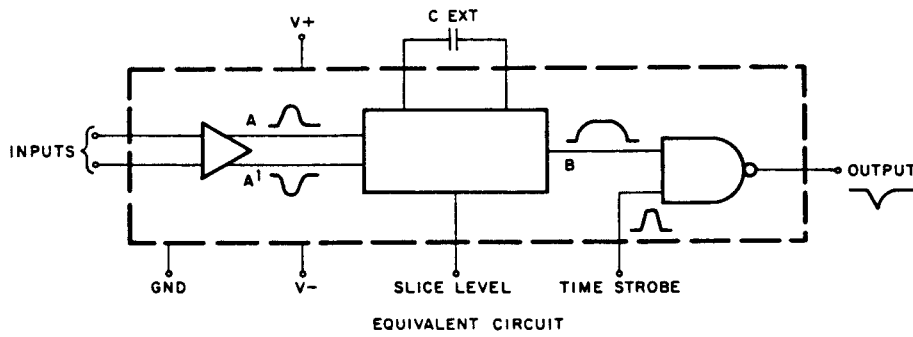 C EXT
V+
A
INPUTS
A¹
B
OUTPUT
GND
V-
SLICE LEVEL
TIME STROBE
EQUIVALENT CIRCUIT